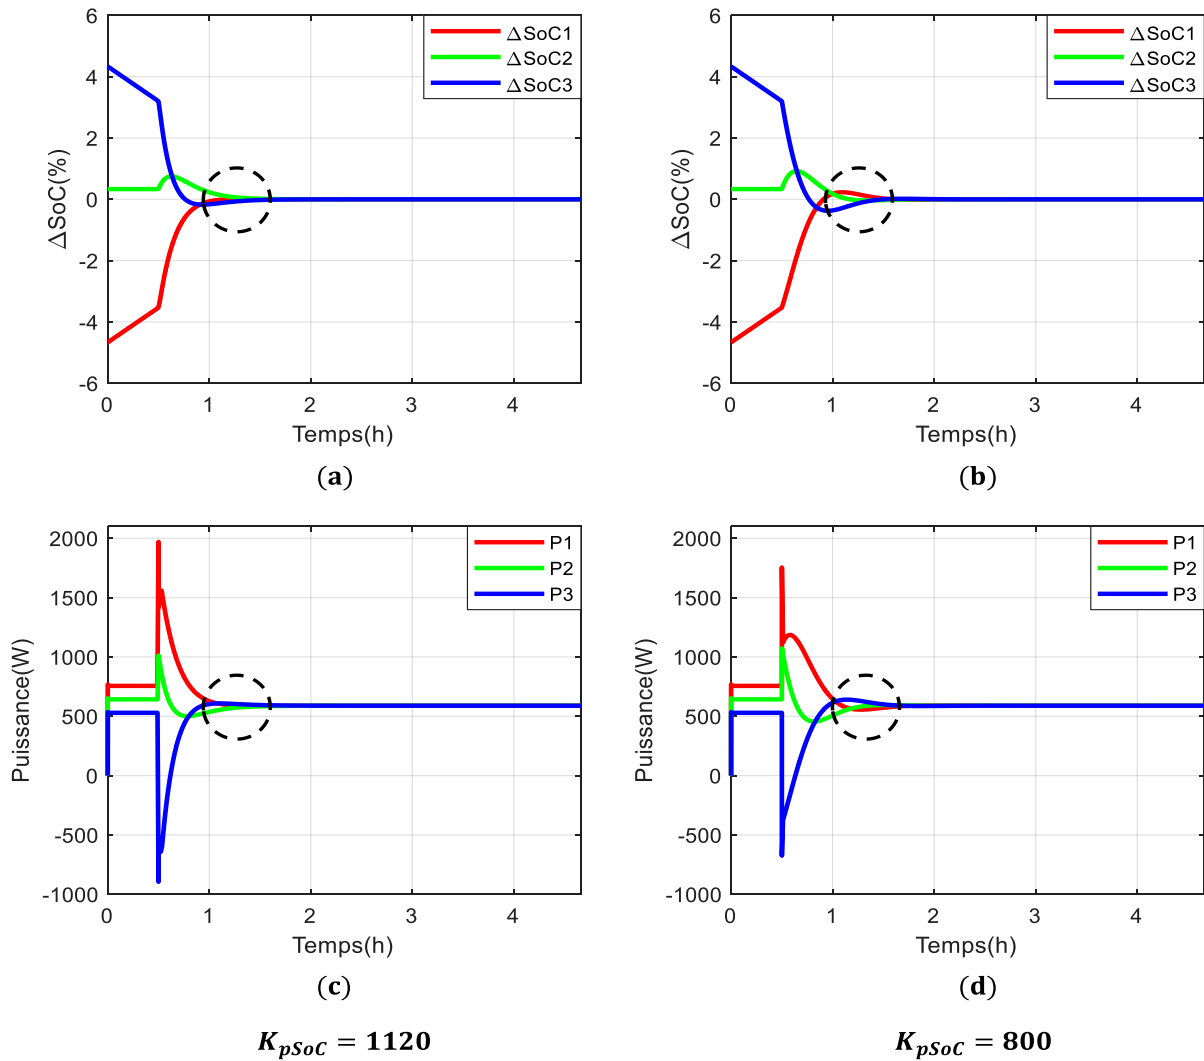 6
4
2
0
-2
-4
-6
ΔSoC(%)
ΔSoC1
ΔSoC2
ΔSoC3
0
1
2
3
4
Temps(h)
(a)
6
4
2
0
-2
-4
-6
ΔSoC(%)
ΔSoC1
ΔSoC2
ΔSoC3
0
1
2
3
4
Temps(h)
(b)
2000
1500
1000
500
0
-500
-1000
Puissance(W)
P1
P2
P3
0
1
2
3
4
Temps(h)
(c)
2000
1500
1000
500
0
-500
-1000
Puissance(W)
P1
P2
P3
0
1
2
3
4
Temps(h)
(d)
KpSoC = 1120
KpSoC = 800